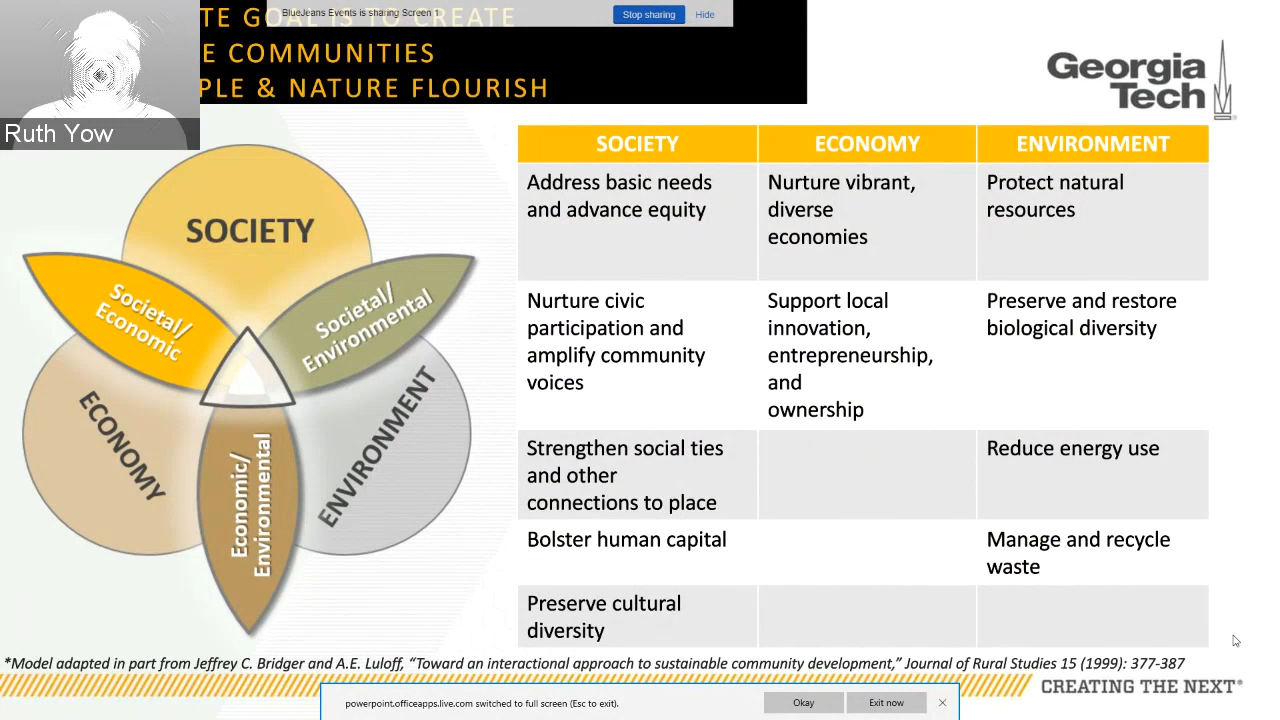 TE GOAL IS TO CREATE
BlueJeans Events is sharing Screen 1
Stop sharing
Hide
E COMMUNITIES
PLE & NATURE FLOURISH
Ruth Yow
Georgia
Tech
SOCIETY
Societal/
Economic
Societal/
Environmental
ECONOMY
ENVIRONMENT
Economic/
Environmental
SOCIETY ECONOMY ENVIRONMENT
Address basic needs
and advance equity
Nurture vibrant,
diverse
economies
Protect natural
resources
Nurture civic
participation and
amplify community
voices
Support local
innovation,
entrepreneurship,
and
ownership
Preserve and restore
biological diversity
Strengthen social ties
and other
connections to place
Reduce energy use
Bolster human capital
Manage and recycle
waste
Preserve cultural
diversity
*Model adapted in part from Jeffrey C. Bridger and A.E. Luloff, “Toward an interactional approach to sustainable community development,” Journal of Rural Studies 15 (1999): 377-387
CREATING THE NEXT®
powerpoint.officeapps.live.com switched to full screen (Esc to exit).
Okay
Exit now